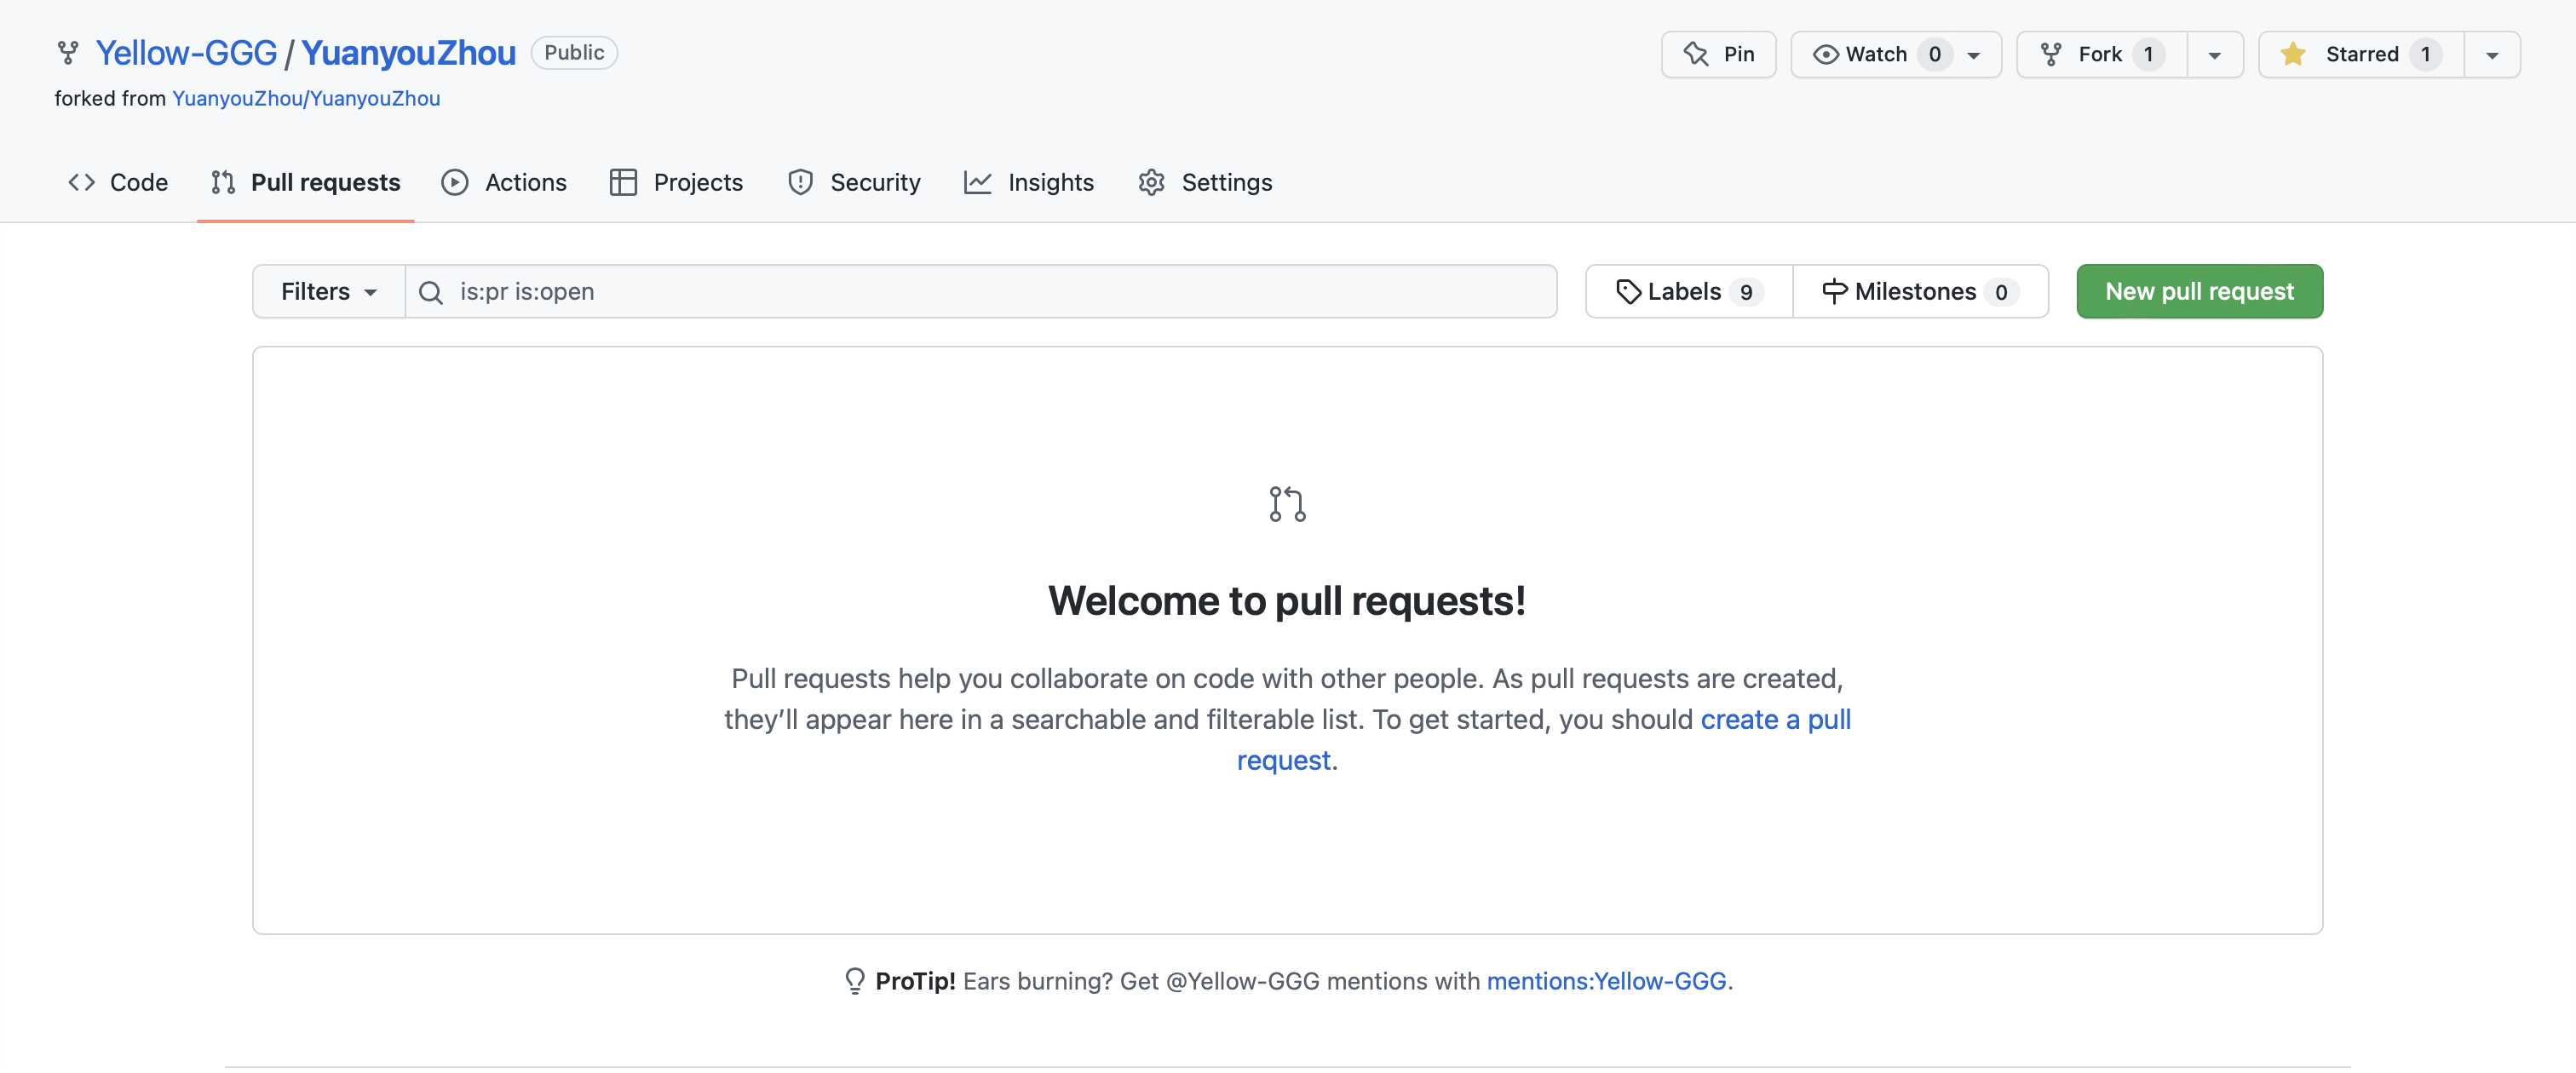 Yellow-GGG / YuanyouZhou Public
forked from YuanyouZhou/YuanyouZhou
Pin
Watch 0
Fork 1
Starred 1
Code
Pull requests
Actions
Projects
Security
Insights
Settings
Filters
is:pr is:open
Labels 9
Milestones 0
New pull request
Welcome to pull requests!
Pull requests help you collaborate on code with other people. As pull requests are created,
they’ll appear here in a searchable and filterable list. To get started, you should create a pull
request.
ProTip! Ears burning? Get @Yellow-GGG mentions with mentions:Yellow-GGG.